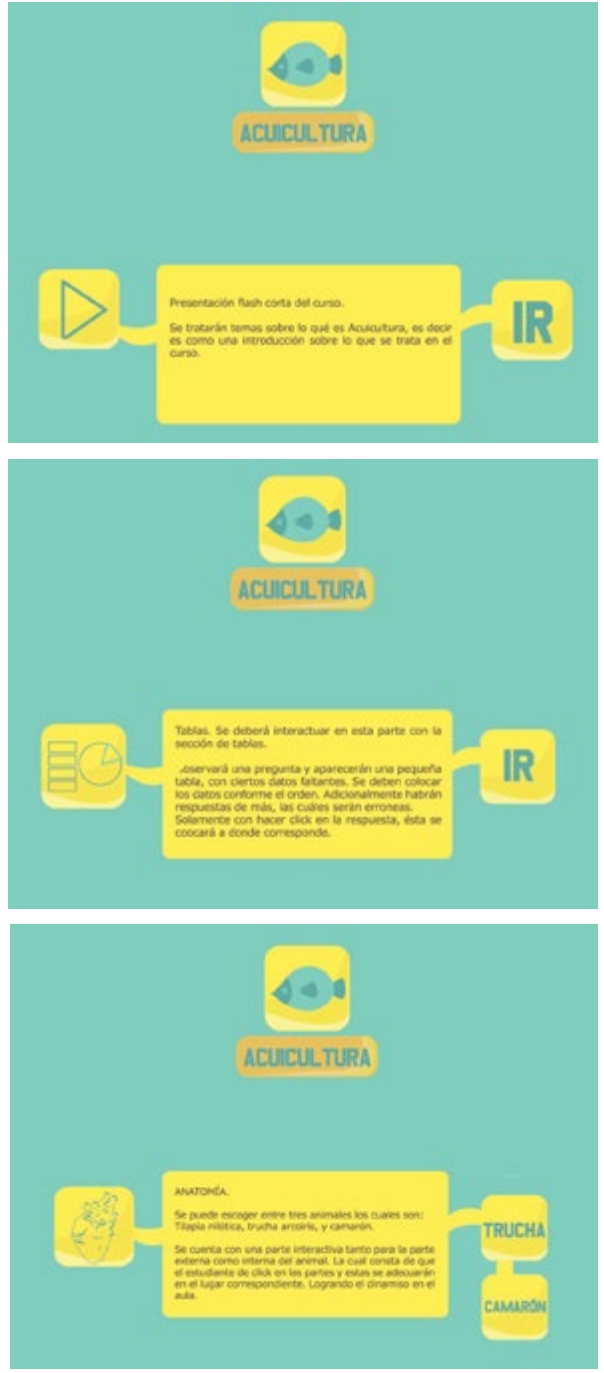 ACUICULTURA
Presentación flash corta del curso.
Se tratarán temas sobre lo qué es Acuicultura, es decir
es como una introducción sobre lo que se trata en el
curso.
IR
ACUICULTURA
Tablas. Se deberá interactuar en esta parte con la
sección de tablas.
.oservará una pregunta y aparecerán una pequeña
tabla, con ciertos datos faltantes. Se deben colocar
los datos conforme el orden. Adicionalmente habrán
respuestas de más, las cuáles serán erroneas.
Solamente con hacer click en la respuesta, ésta se
coocará a donde corresponde.
IR
ACUICULTURA
ANATOMÍA.
Se puede escoger entre tres animales los cuales son:
Tilapia nilótica, trucha arcoiris, y camarón.
Se cuenta con una parte interactiva tanto para la parte
externa como interna del animal. La cual consta de que
el estudiante de click en las partes y estas se adecuarán
en el lugar correspondiente. Logrando el dinamiso en el
aula.
TRUCHA
CAMARÓN